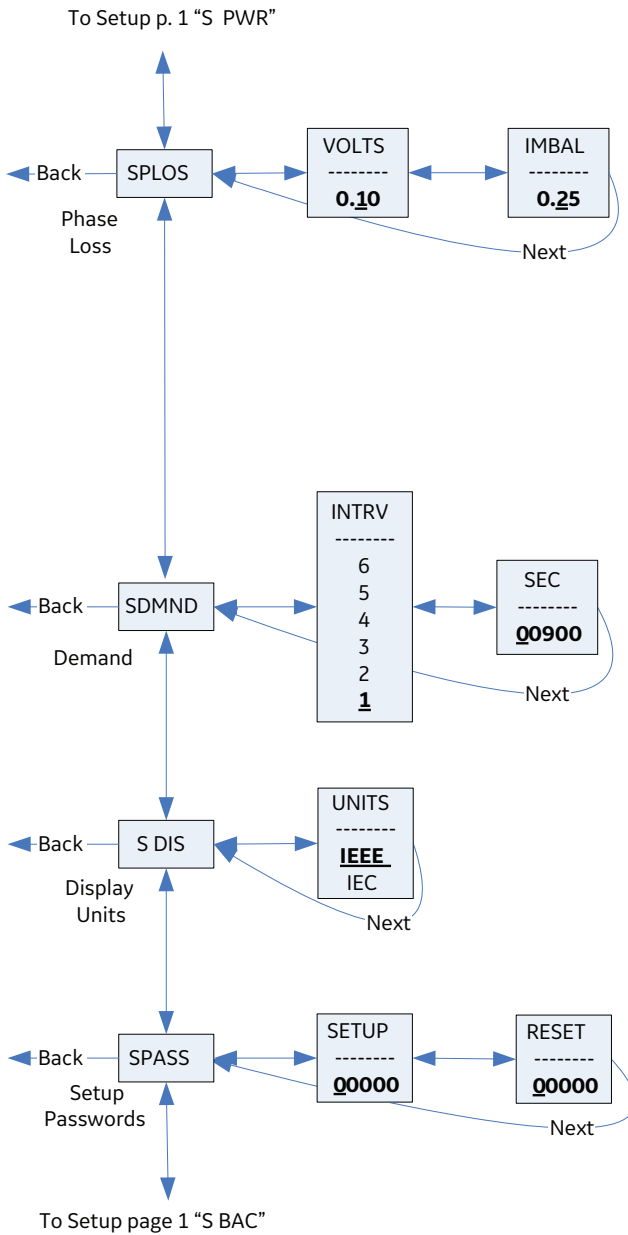 To Setup p. 1 “S PWR”
Back
SPLOS
Phase
Loss
VOLTS
--------
0.10
IMBAL
--------
0.25
Next
Back
SDMND
Demand
INTRV
--------
6
5
4
3
2
1
SEC
--------
00900
Next
Back
S DIS
Display
Units
UNITS
--------
IEEE
IEC
Next
Back
SPASS
Setup
Passwords
SETUP
--------
00000
RESET
--------
00000
Next
To Setup page 1 “S BAC”